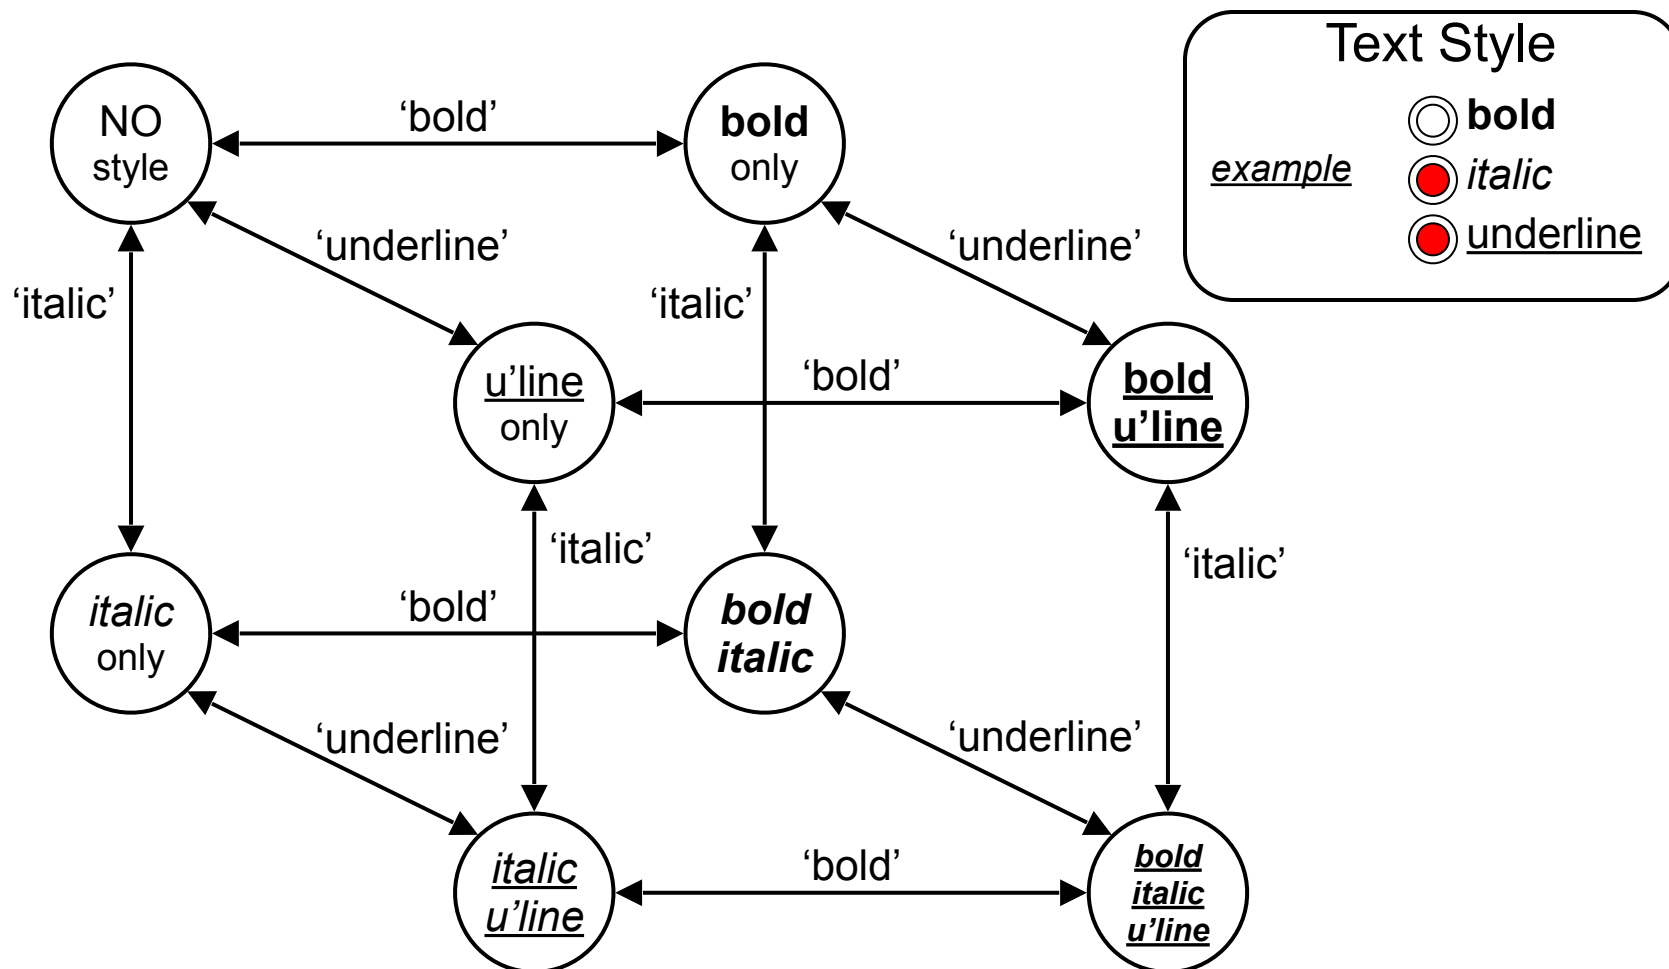 Text Style
NO
style
‘bold’
bold
only
bold
italic
underline
example
‘underline’
‘underline’
‘italic’
‘italic’
u’line
only
‘bold’
bold
u’line
‘italic’
‘italic’
italic
only
‘bold’
bold
italic
‘underline’
‘underline’
italic
u’line
‘bold’
bold
italic
u’line